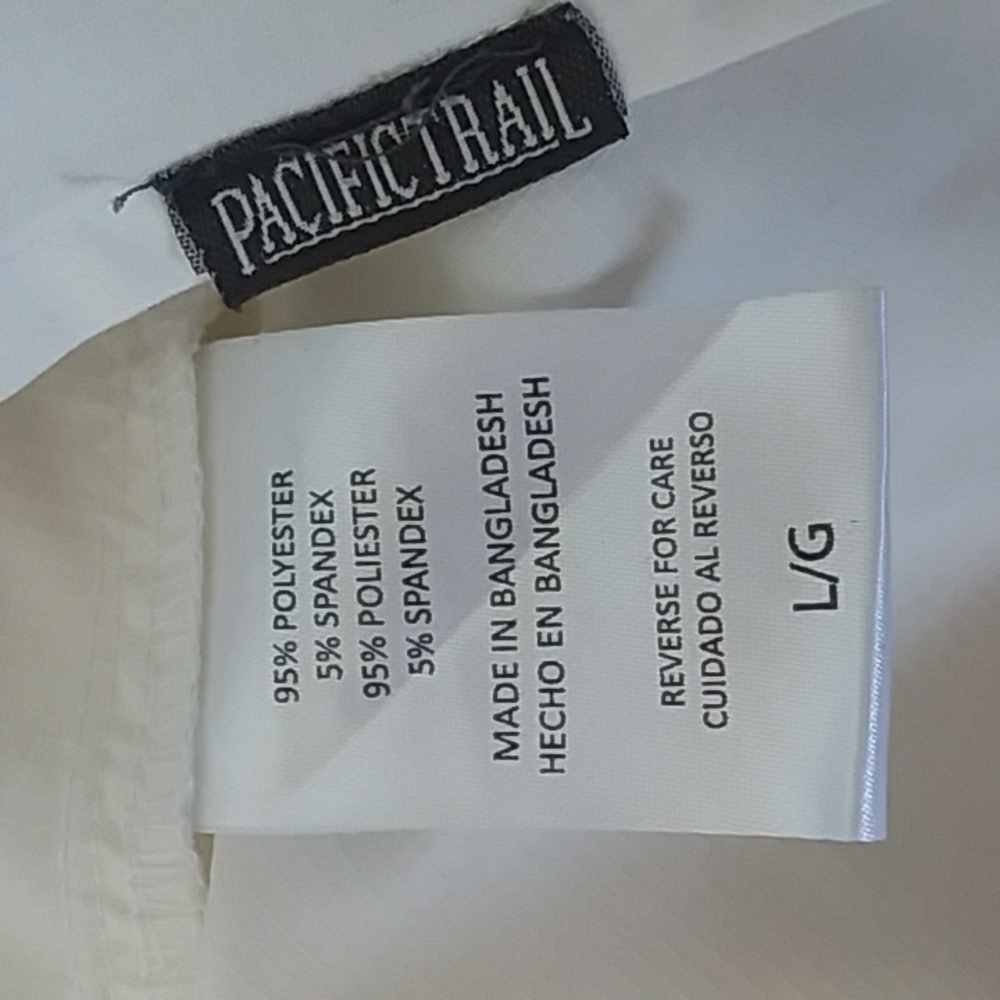 PACIFIC TRAIL
95% POLYESTER
5% SPANDEX
95% POLIESTER
5% SPANDEX
MADE IN BANGLADESH
HECHO EN BANGLADESH
REVERSE FOR CARE
CUIDADO AL REVERSO
L/G